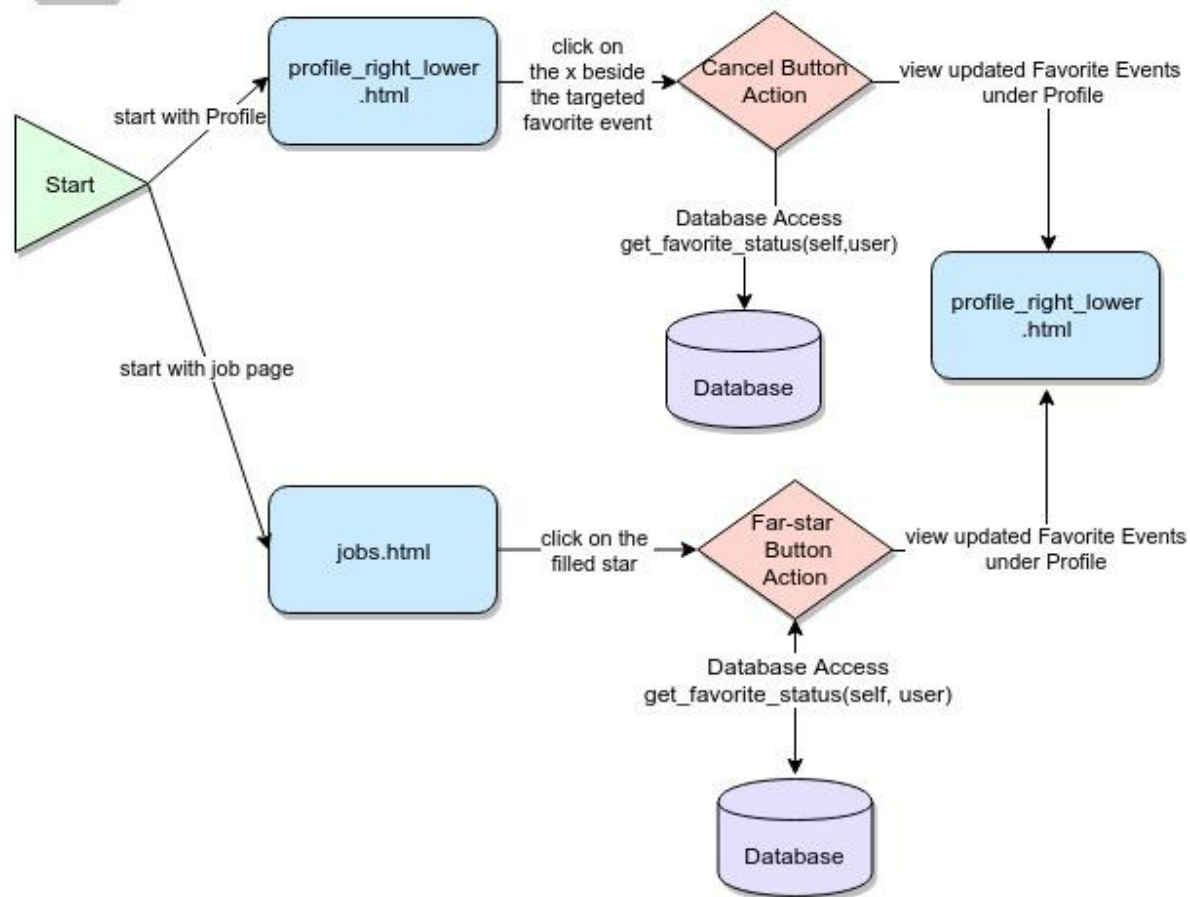 profile_right_lower
.html
click on
the x beside
the targeted
favorite event
Cancel Button
Action
view updated Favorite Events
under Profile
start with Profile
Start
Database Access
get_favorite_status(self,user)
profile_right_lower
.html
Database
start with job page
jobs.html
click on the
filled star
Far-star
Button
Action
view updated Favorite Events
under Profile
Database Access
get_favorite_status(self, user)
Database